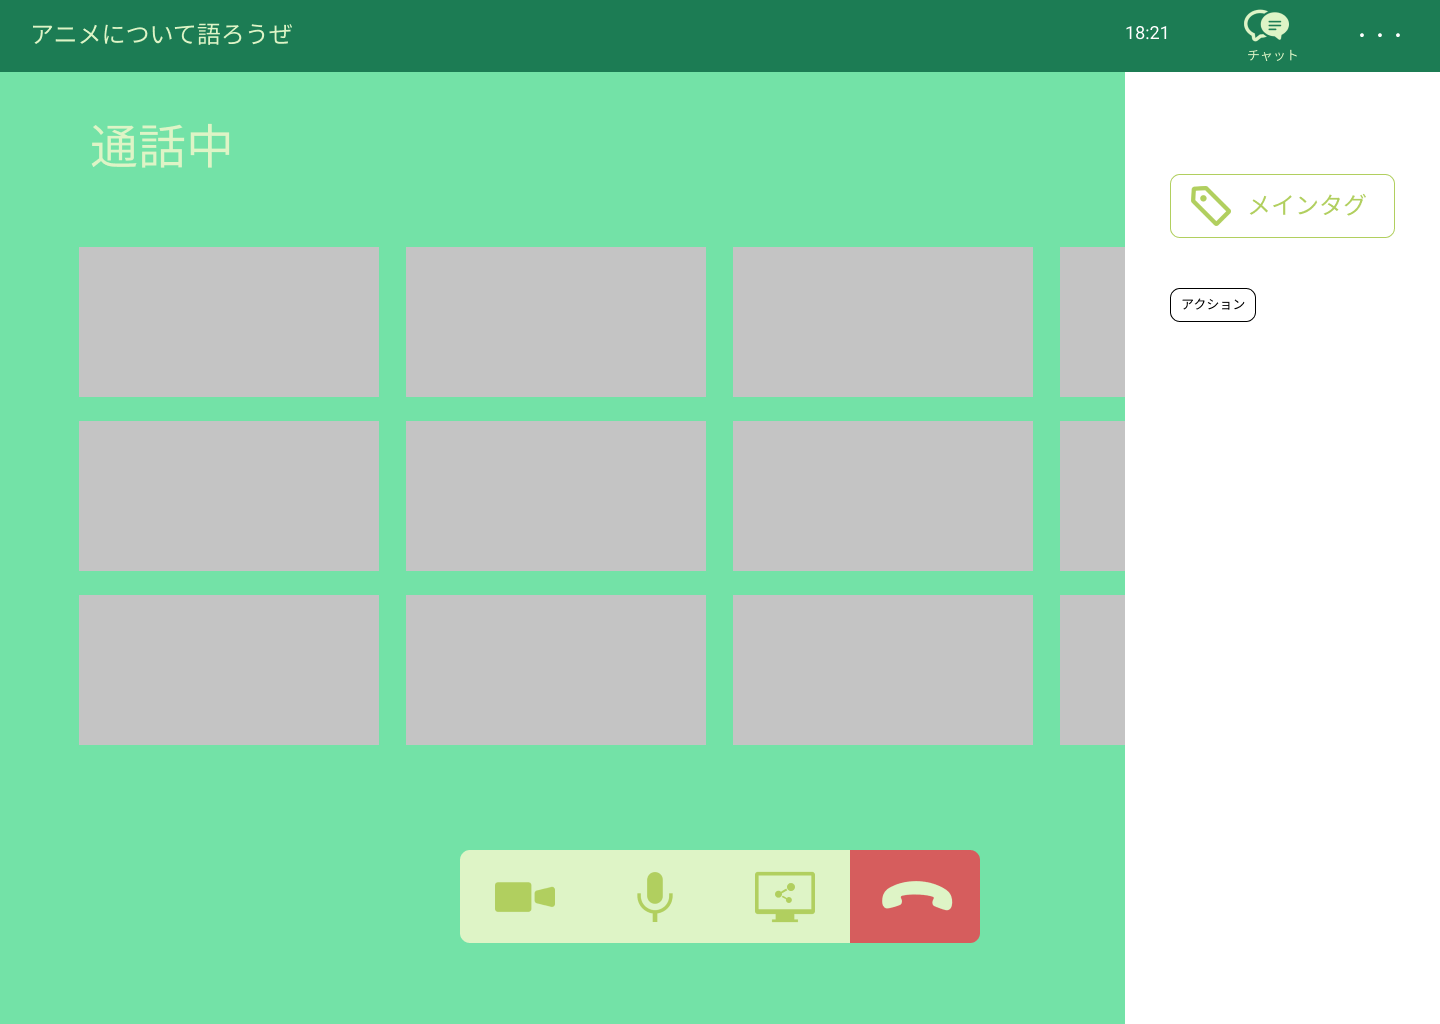 アニメについて語ろうぜ
18:21
チャット
通話中
メインタグ
アクション